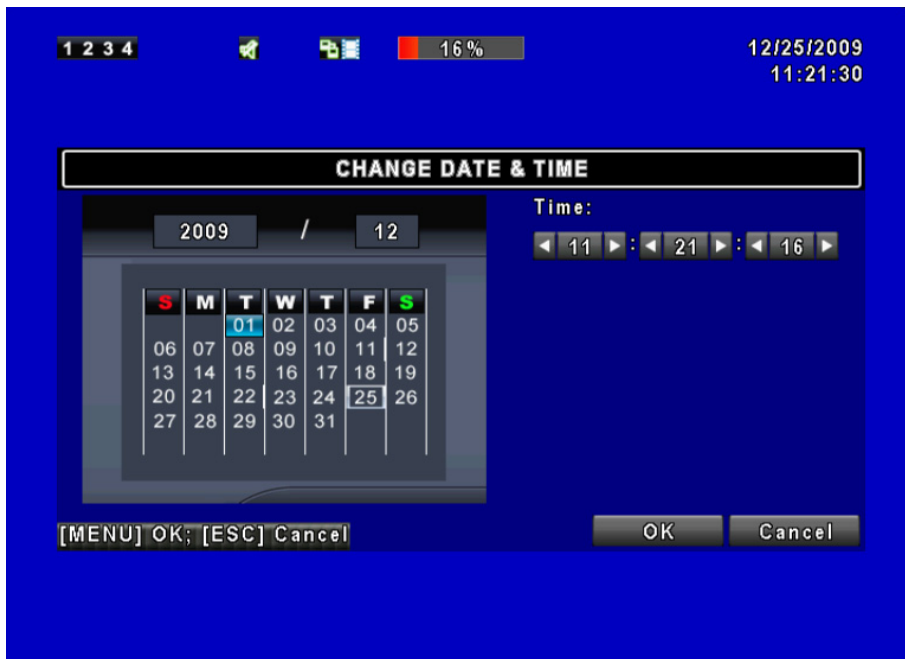 1 2 3 4 16% 12/25/2009
11:21:30
CHANGE DATE & TIME
2009 / 12
Time:
11 : 21 : 16
S M T W T F S
01 02 03 04 05
06 07 08 09 10 11 12
13 14 15 16 17 18 19
20 21 22 23 24 25 26
27 28 29 30 31
[MENU] OK; [ESC] Cancel
OK Cancel